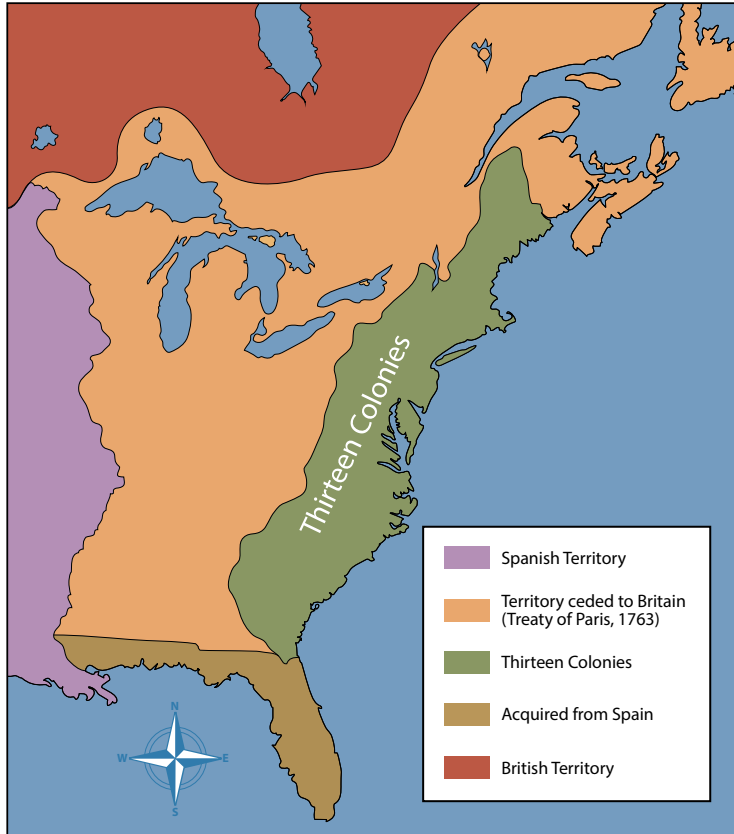 Thirteen Colonies
Spanish Territory
Territory ceded to Britain
(Treaty of Paris, 1763)
Thirteen Colonies
Acquired from Spain
British Territory
N
W
E
S